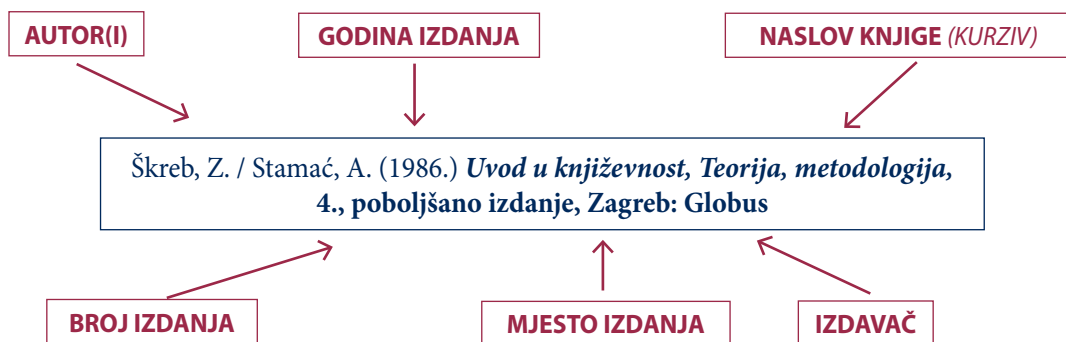 AUTOR(I)
GODINA IZDANJA
NASLOV KNJIGE (KURZIV)
Škreb, Z. / Stamać, A. (1986.) Uvod u književnost, Teorija, metodologija,
4., poboljšano izdanje, Zagreb: Globus
BROJ IZDANJA
MJESTO IZDANJA
IZDAVAČ